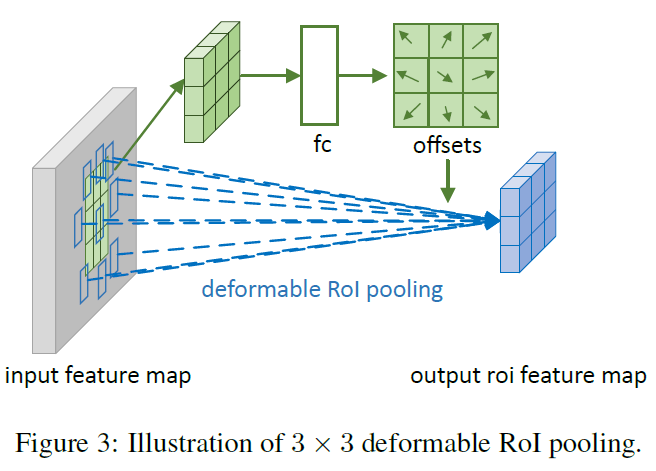 fc
offsets
deformable RoI pooling
input feature map
output roi feature map
Figure 3: Illustration of 3 × 3 deformable RoI pooling.